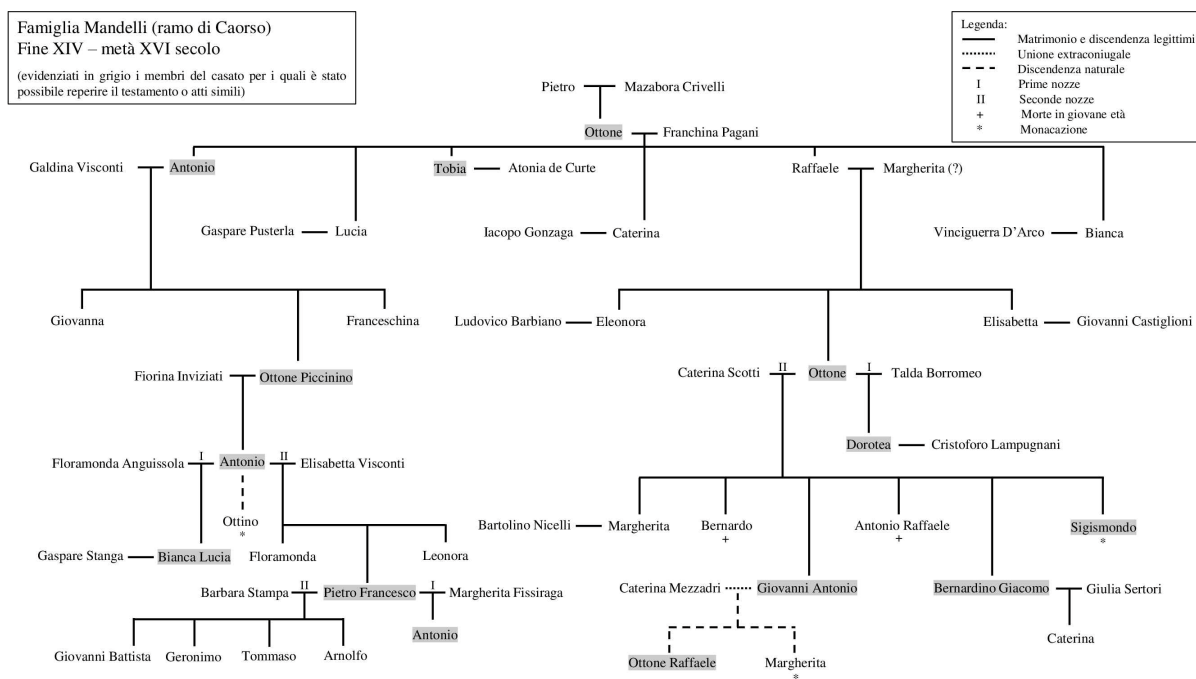 Famiglia Mandelli (ramo di Caorso)
Fine XIV – metà XVI secolo
(evidenziati in grigio i membri del casato per i quali è stato
possibile reperire il testamento o atti simili)
Legenda:
Matrimonio e discendenza legittimi
Unione extraconiugale
Discendenza naturale
I Prime nozze
II Seconde nozze
+ Morte in giovane età
* Monacazione
Pietro Mazabora Crivelli
Ottone Franchina Pagani
Galdina Visconti Antonio Tobia Atonia de Curte Raffaele Margherita (?)
Gaspare Pusterla Lucia Iacopo Gonzaga Caterina Vinciguerra D'Arco Bianca
Giovanna Franceschina Ludovico Barbiano Eleonora Elisabetta Giovanni Castiglioni
Fiorina Inviziati Ottone Piccinino Caterina Scotti II Ottone I Talda Borromeo
Dorotea Cristoforo Lampugnani
Floramonda Anguissola I Antonio II Elisabetta Visconti
Ottino Bartolino Nicelli Margherita Bernardo Antonio Raffaele Sigismondo
* + + *
Gaspare Stanga Bianca Lucia Floramonda Leonora
Barbara Stampa II Pietro Francesco I Margherita Fissiraga Caterina Mezzadri Giovanni Antonio Bernardino Giacomo Giulia Sertori
Antonio Caterina
Giovanni Battista Geronimo Tommaso Arnolfo Ottone Raffaele Margherita
*